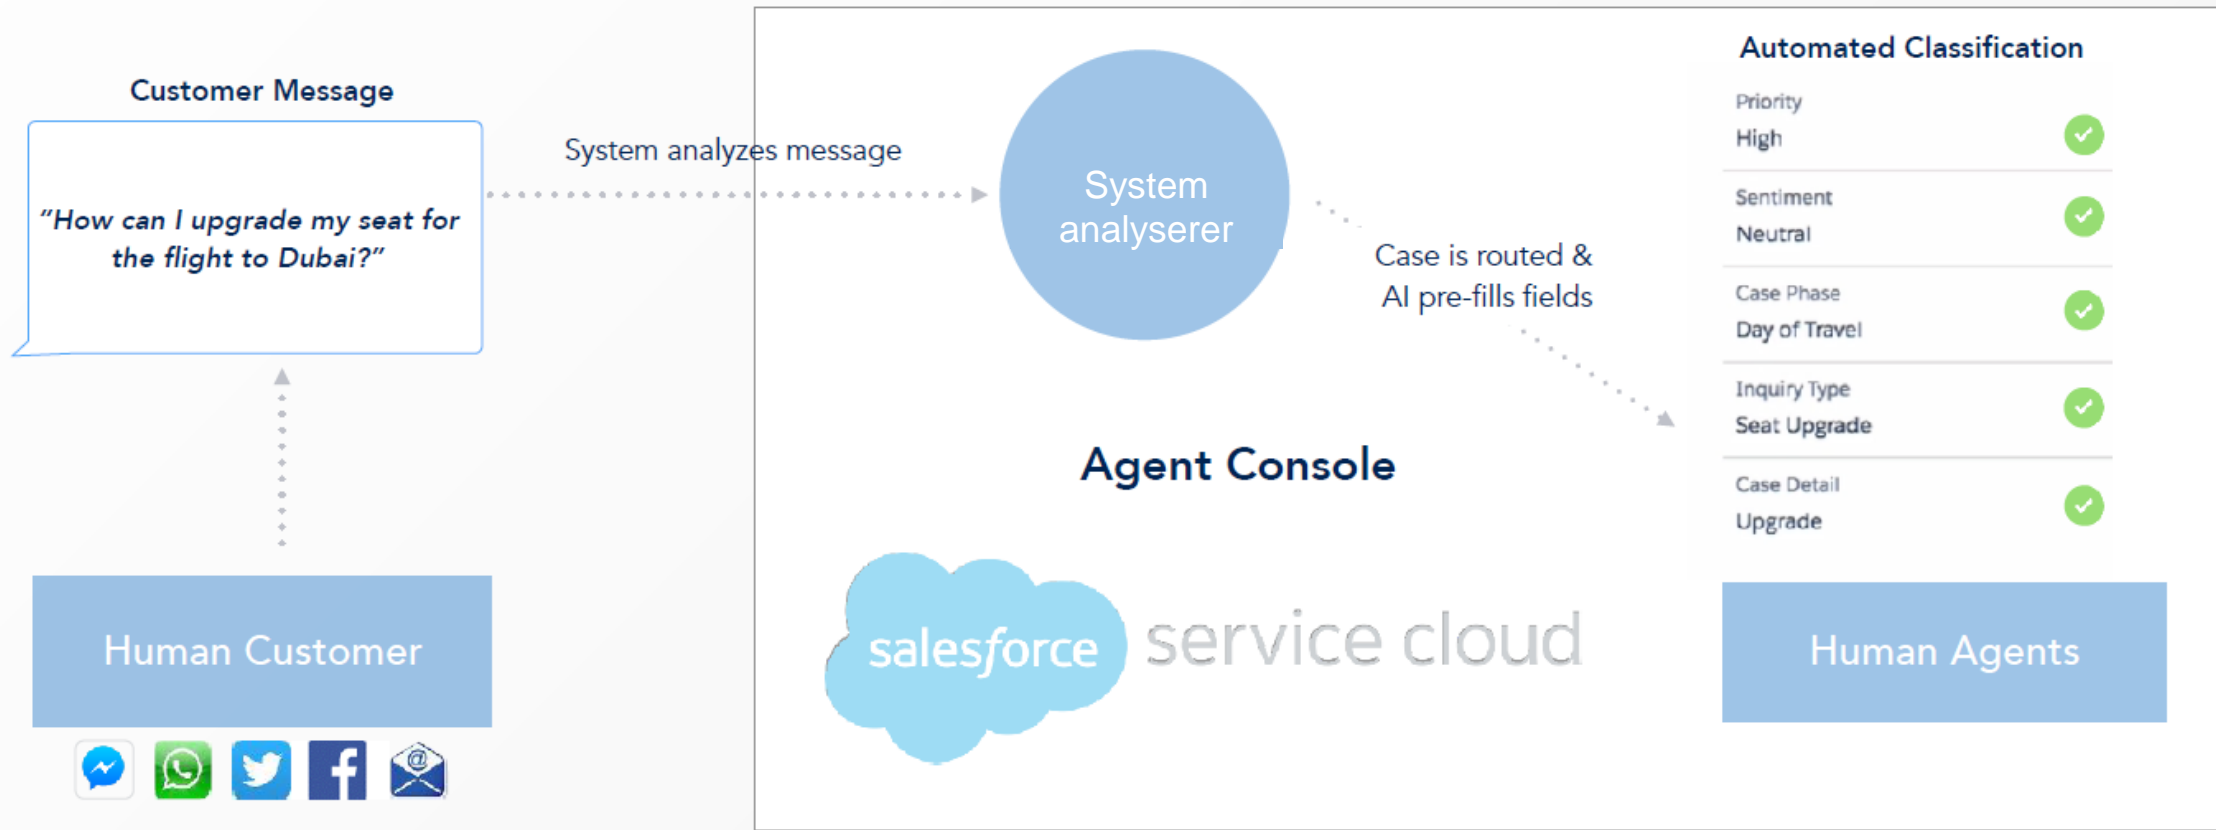 Customer Message
"How can I upgrade my seat for
the flight to Dubai?"
Human Customer
System analyzes message
System
analyserer
Case is routed &
AI pre-fills fields
Agent Console
salesforce service cloud
Automated Classification
Priority
High
Sentiment
Neutral
Case Phase
Day of Travel
Inquiry Type
Seat Upgrade
Case Detail
Upgrade
Human Agents